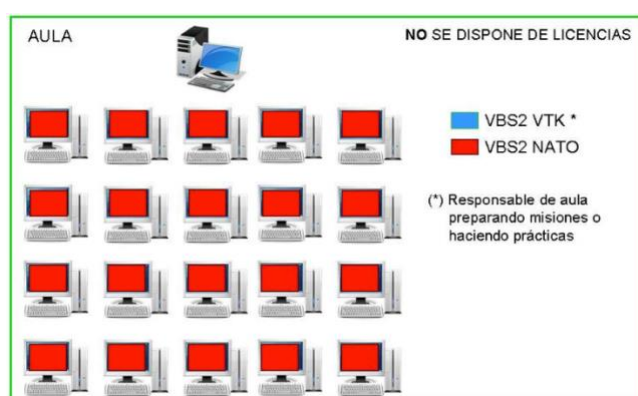 AULA
NO SE DISPONE DE LICENCIAS
VBS2 VTK *
VBS2 NATO
(*) Responsable de aula
preparando misiones o
haciendo prácticas